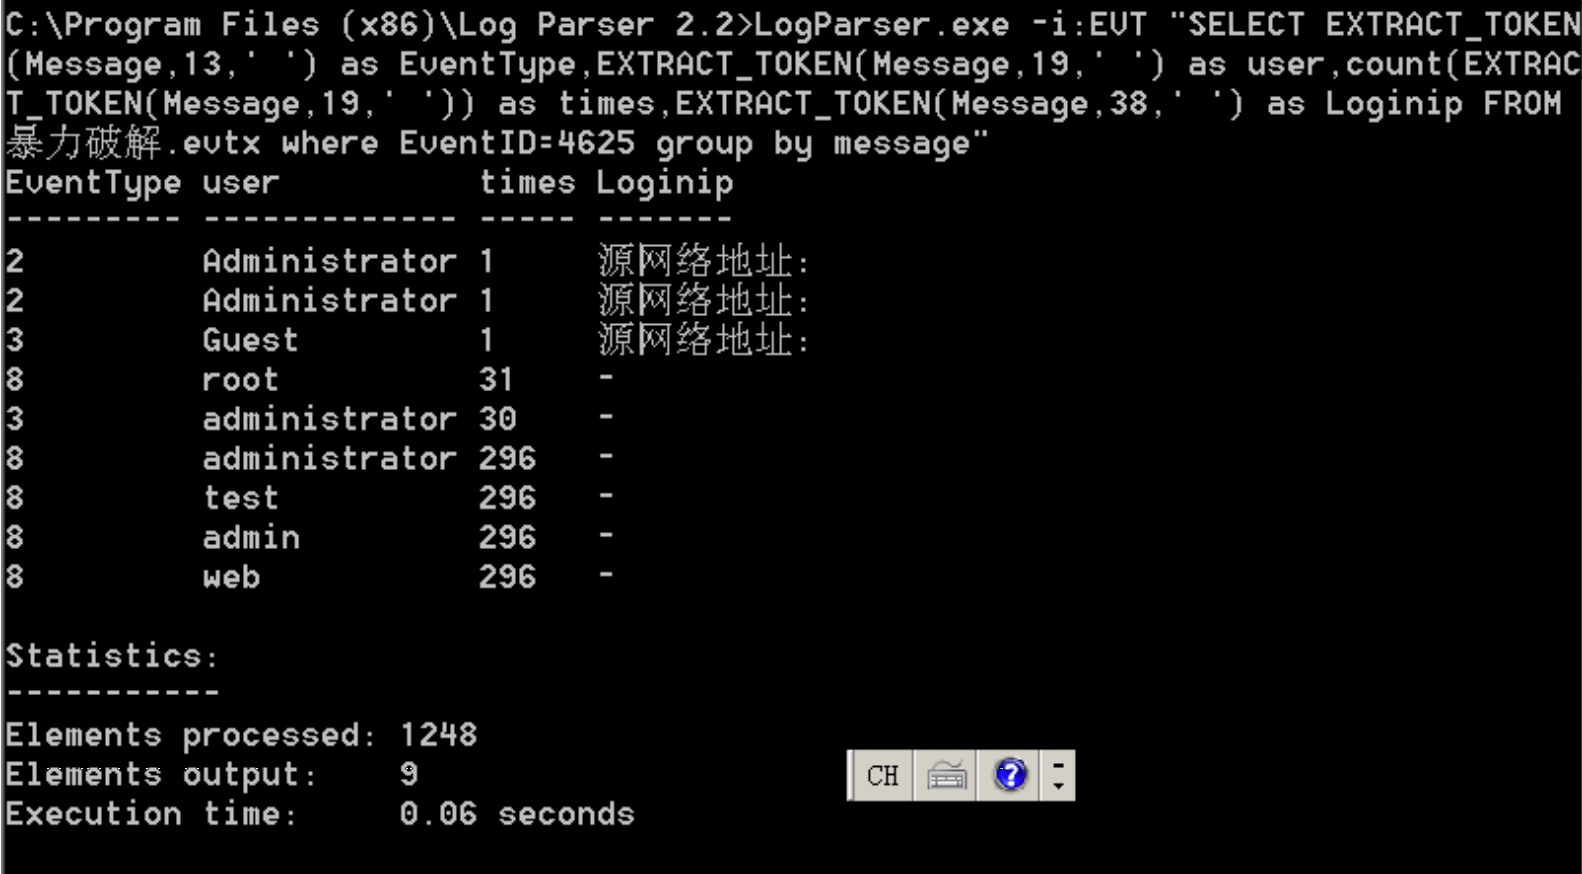 C:\Program Files (x86)\Log Parser 2.2>LogParser.exe -i:EVT "SELECT EXTRACT_TOKEN
(Message,13,' ') as EventType,EXTRACT_TOKEN(Message,19,' ') as user,count(EXTRAC
T_TOKEN(Message,19,' ')) as times,EXTRACT_TOKEN(Message,38,' ') as Loginip FROM
暴力破解.evtx where EventID=4625 group by message"
EventType user          times Loginip
--------- ------------- ----- -------
2         Administrator 1     源网络地址:
2         Administrator 1     源网络地址:
3         Guest         1     源网络地址:
8         root          31    -
3         administrator 30    -
8         administrator 296   -
8         test          296   -
8         admin         296   -
8         web           296   -
Statistics:
-----------
Elements processed: 1248
Elements output:    9
Execution time:     0.06 seconds
CH ?